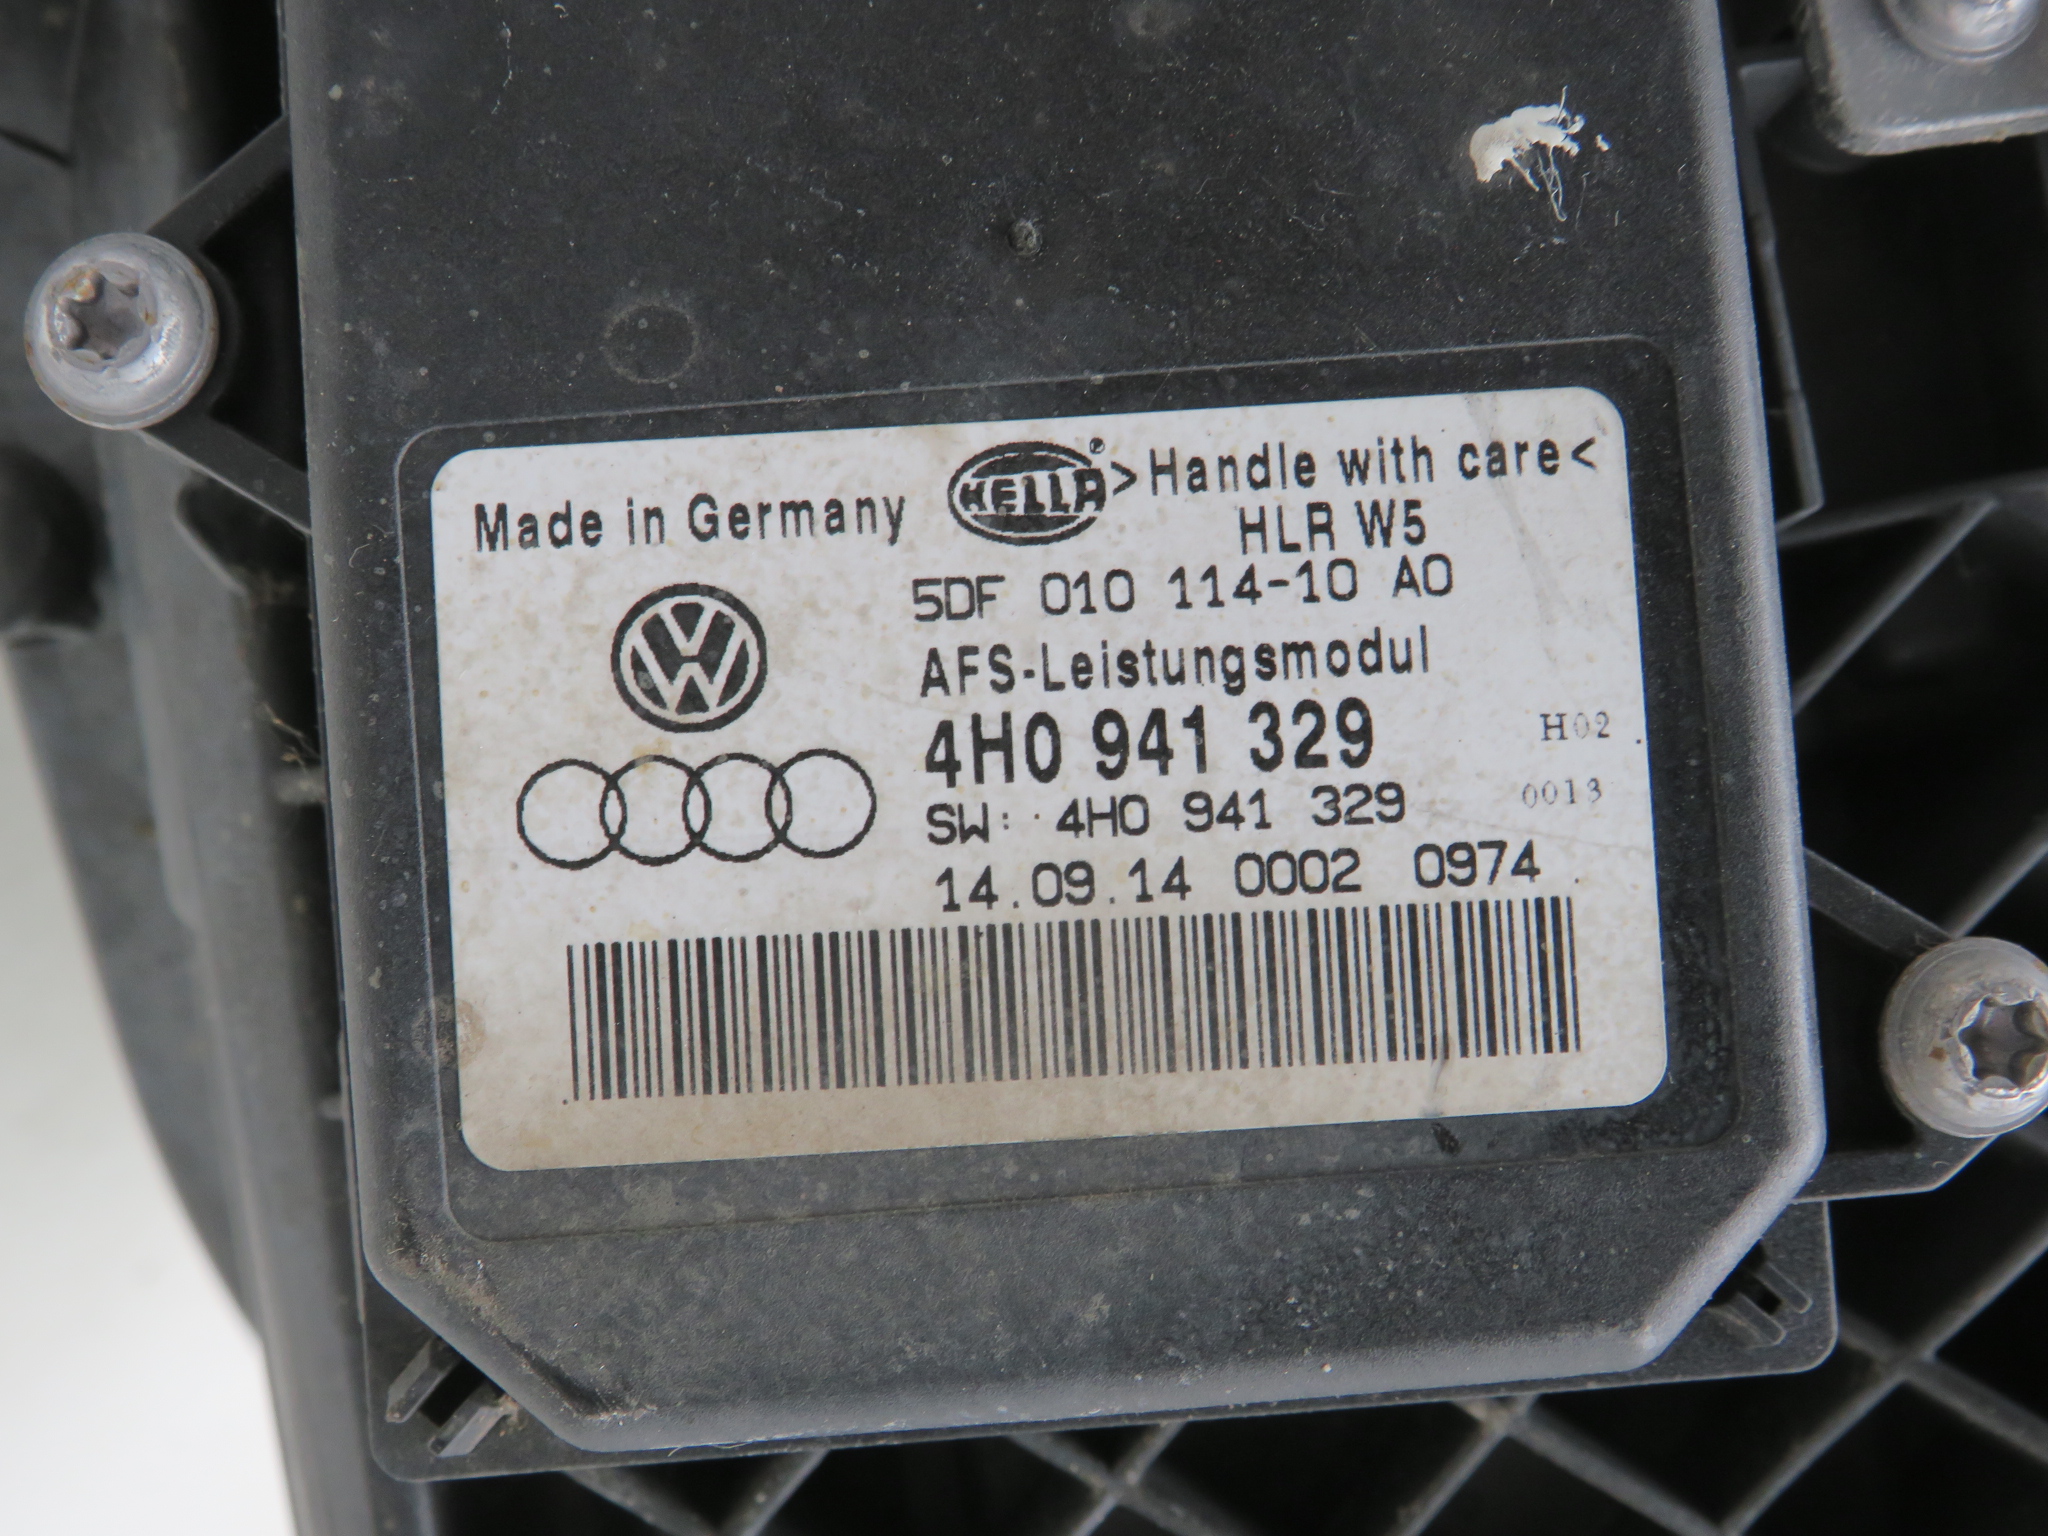 Made in Germany HELLA® >Handle with care<
HLR W5
5DF 010 114-10 A0
AFS-Leistungsmodul
4H0 941 329 H02
SW: 4H0 941 329 0013
14.09.14 0002 0974